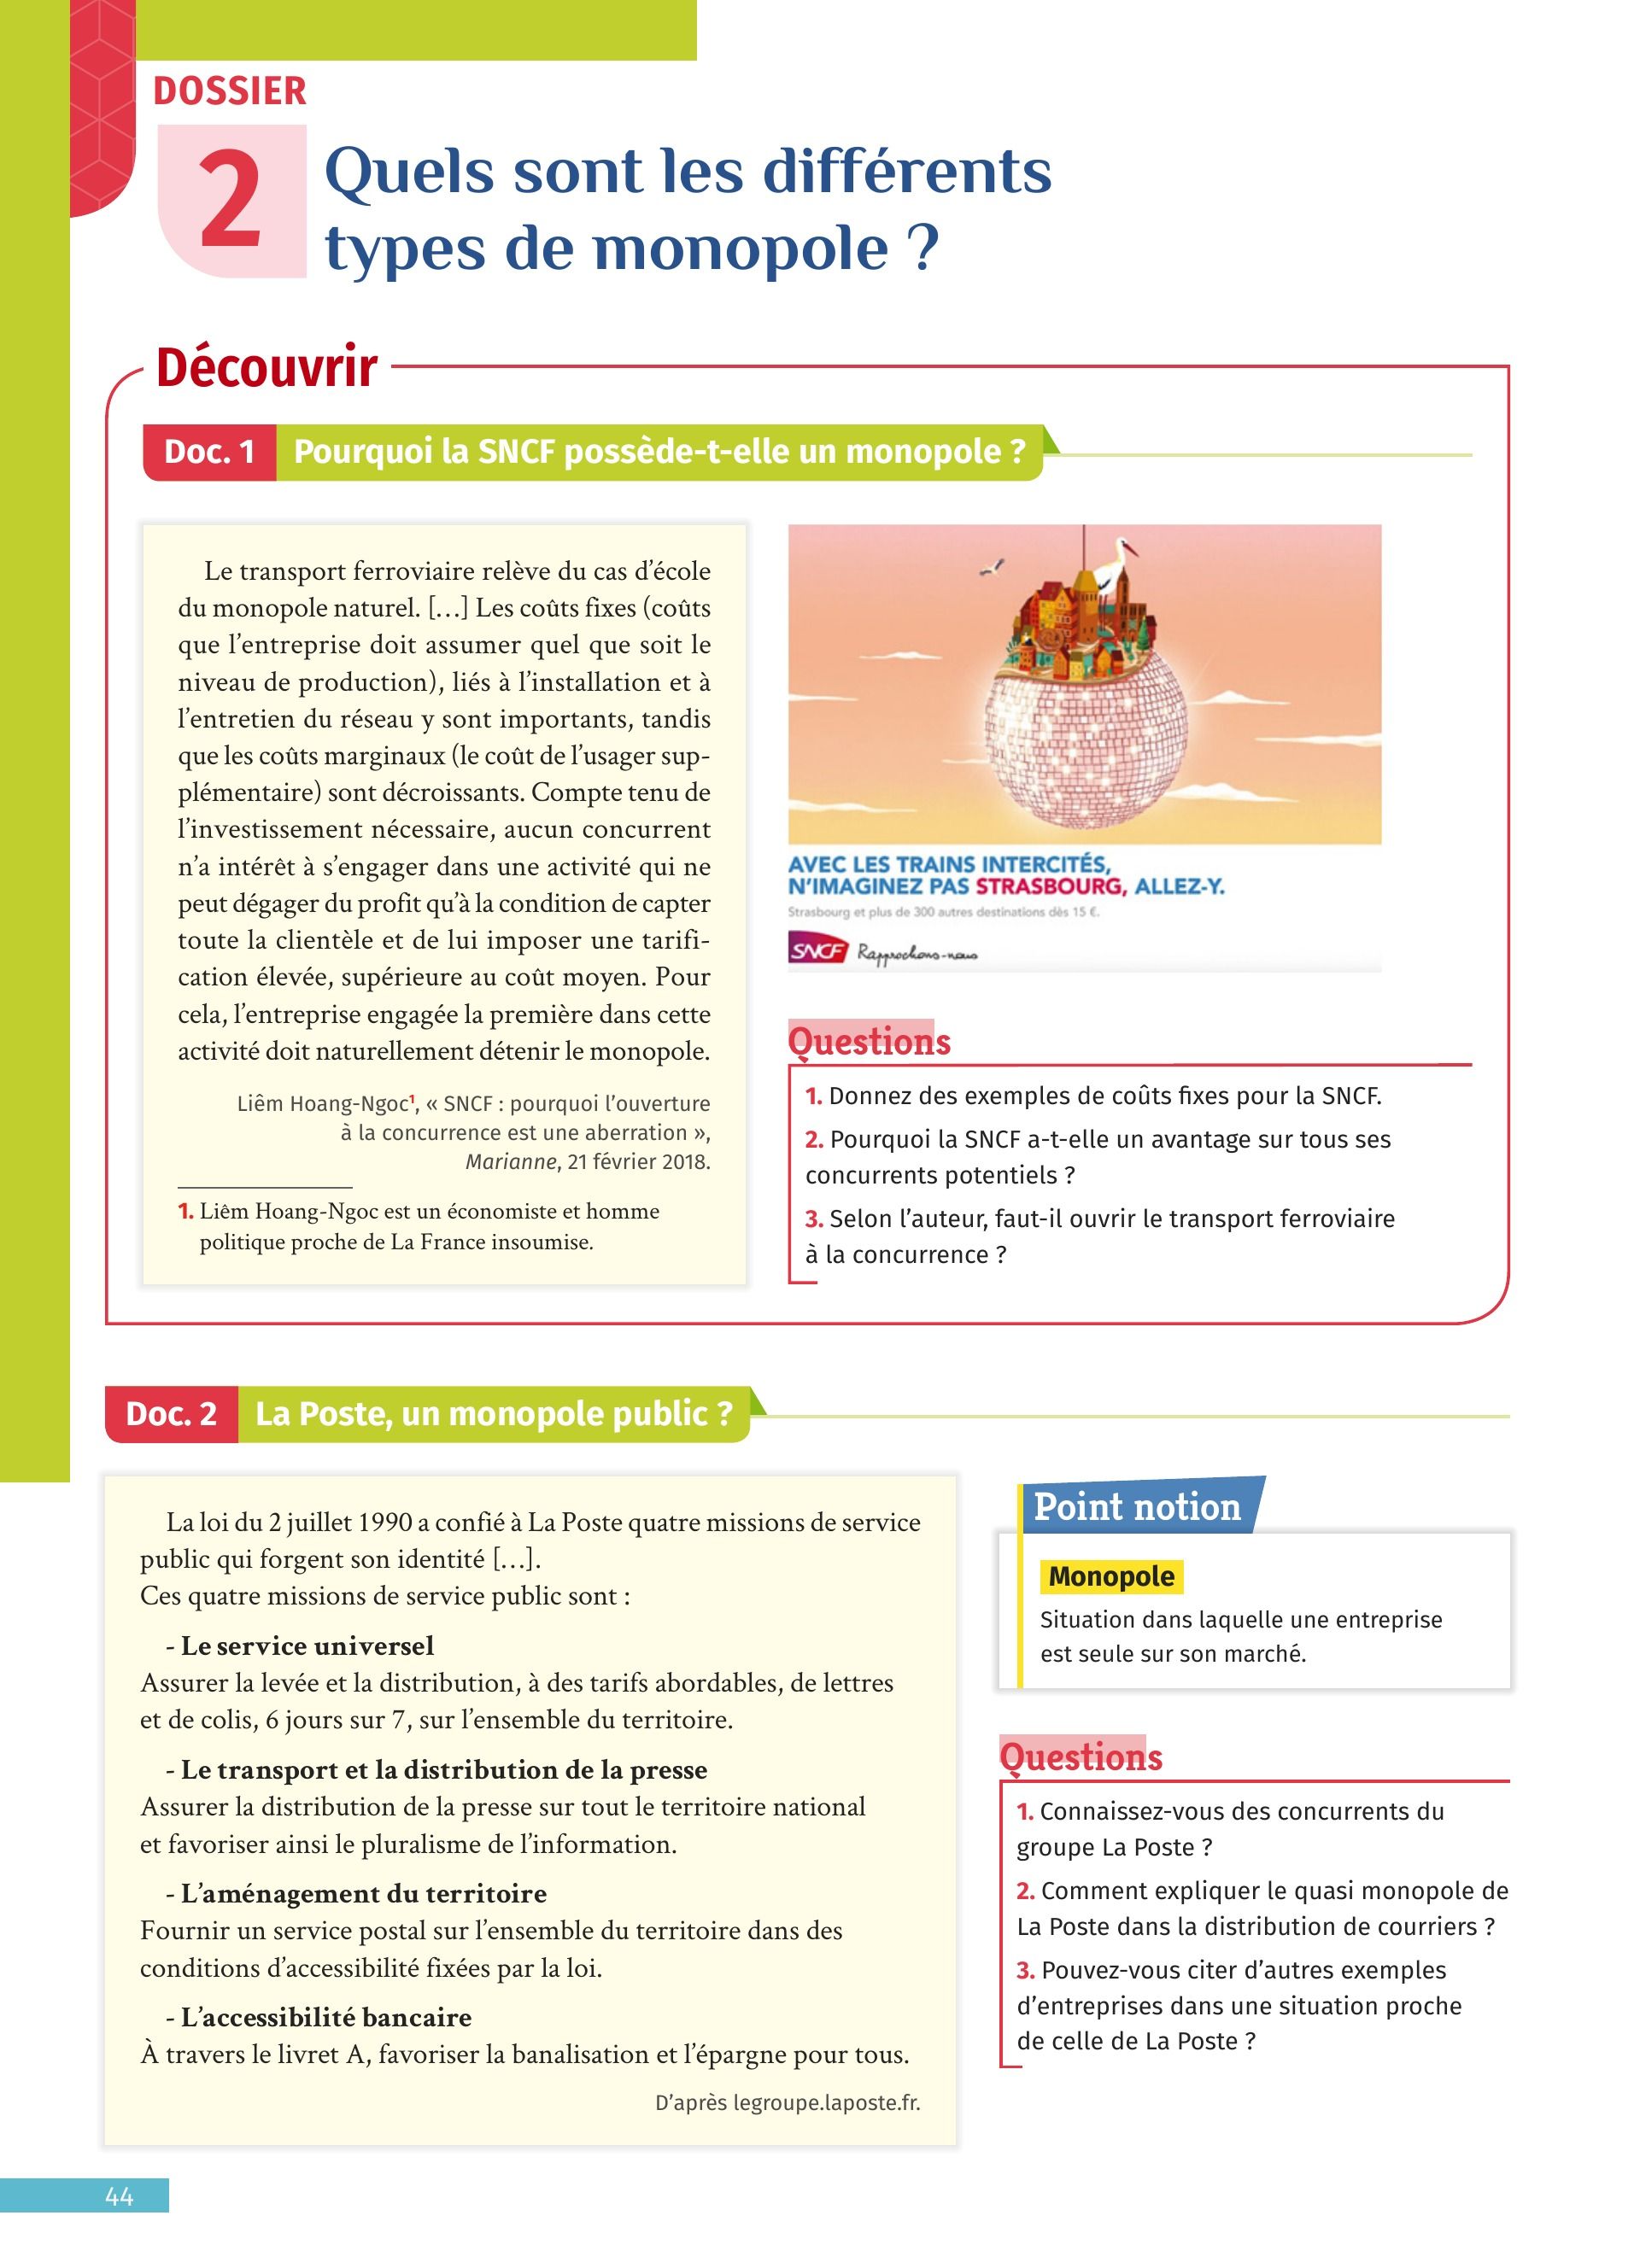 DOSSIER
2
Quels sont les différents
types de monopole ?
Découvrir
Doc. 1 Pourquoi la SNCF possède-t-elle un monopole ?
Le transport ferroviaire relève du cas d’école
du monopole naturel. […] Les coûts fixes (coûts
que l’entreprise doit assumer quel que soit le
niveau de production), liés à l’installation et à
l’entretien du réseau y sont importants, tandis
que les coûts marginaux (le coût de l’usager sup-
plémentaire) sont décroissants. Compte tenu de
l’investissement nécessaire, aucun concurrent
n’a intérêt à s’engager dans une activité qui ne
peut dégager du profit qu’à la condition de capter
toute la clientèle et de lui imposer une tarifi-
cation élevée, supérieure au coût moyen. Pour
cela, l’entreprise engagée la première dans cette
activité doit naturellement détenir le monopole.
Liêm Hoang-Ngoc¹, « SNCF : pourquoi l’ouverture
à la concurrence est une aberration »,
Marianne, 21 février 2018.
1. Liêm Hoang-Ngoc est un économiste et homme
politique proche de La France insoumise.
AVEC LES TRAINS INTERCITÉS,
N’IMAGINEZ PAS STRASBOURG, ALLEZ-Y.
Strasbourg et plus de 300 autres destinations dès 15 €.
SNCF Rapprochons-nous
Questions
1. Donnez des exemples de coûts fixes pour la SNCF.
2. Pourquoi la SNCF a-t-elle un avantage sur tous ses
concurrents potentiels ?
3. Selon l’auteur, faut-il ouvrir le transport ferroviaire
à la concurrence ?
Doc. 2 La Poste, un monopole public ?
La loi du 2 juillet 1990 a confié à La Poste quatre missions de service
public qui forgent son identité […].
Ces quatre missions de service public sont :
- Le service universel
Assurer la levée et la distribution, à des tarifs abordables, de lettres
et de colis, 6 jours sur 7, sur l’ensemble du territoire.
- Le transport et la distribution de la presse
Assurer la distribution de la presse sur tout le territoire national
et favoriser ainsi le pluralisme de l’information.
- L’aménagement du territoire
Fournir un service postal sur l’ensemble du territoire dans des
conditions d’accessibilité fixées par la loi.
- L’accessibilité bancaire
À travers le livret A, favoriser la banalisation et l’épargne pour tous.
D’après legroupe.laposte.fr.
Point notion
Monopole
Situation dans laquelle une entreprise
est seule sur son marché.
Questions
1. Connaissez-vous des concurrents du
groupe La Poste ?
2. Comment expliquer le quasi monopole de
La Poste dans la distribution de courriers ?
3. Pouvez-vous citer d’autres exemples
d’entreprises dans une situation proche
de celle de La Poste ?
44